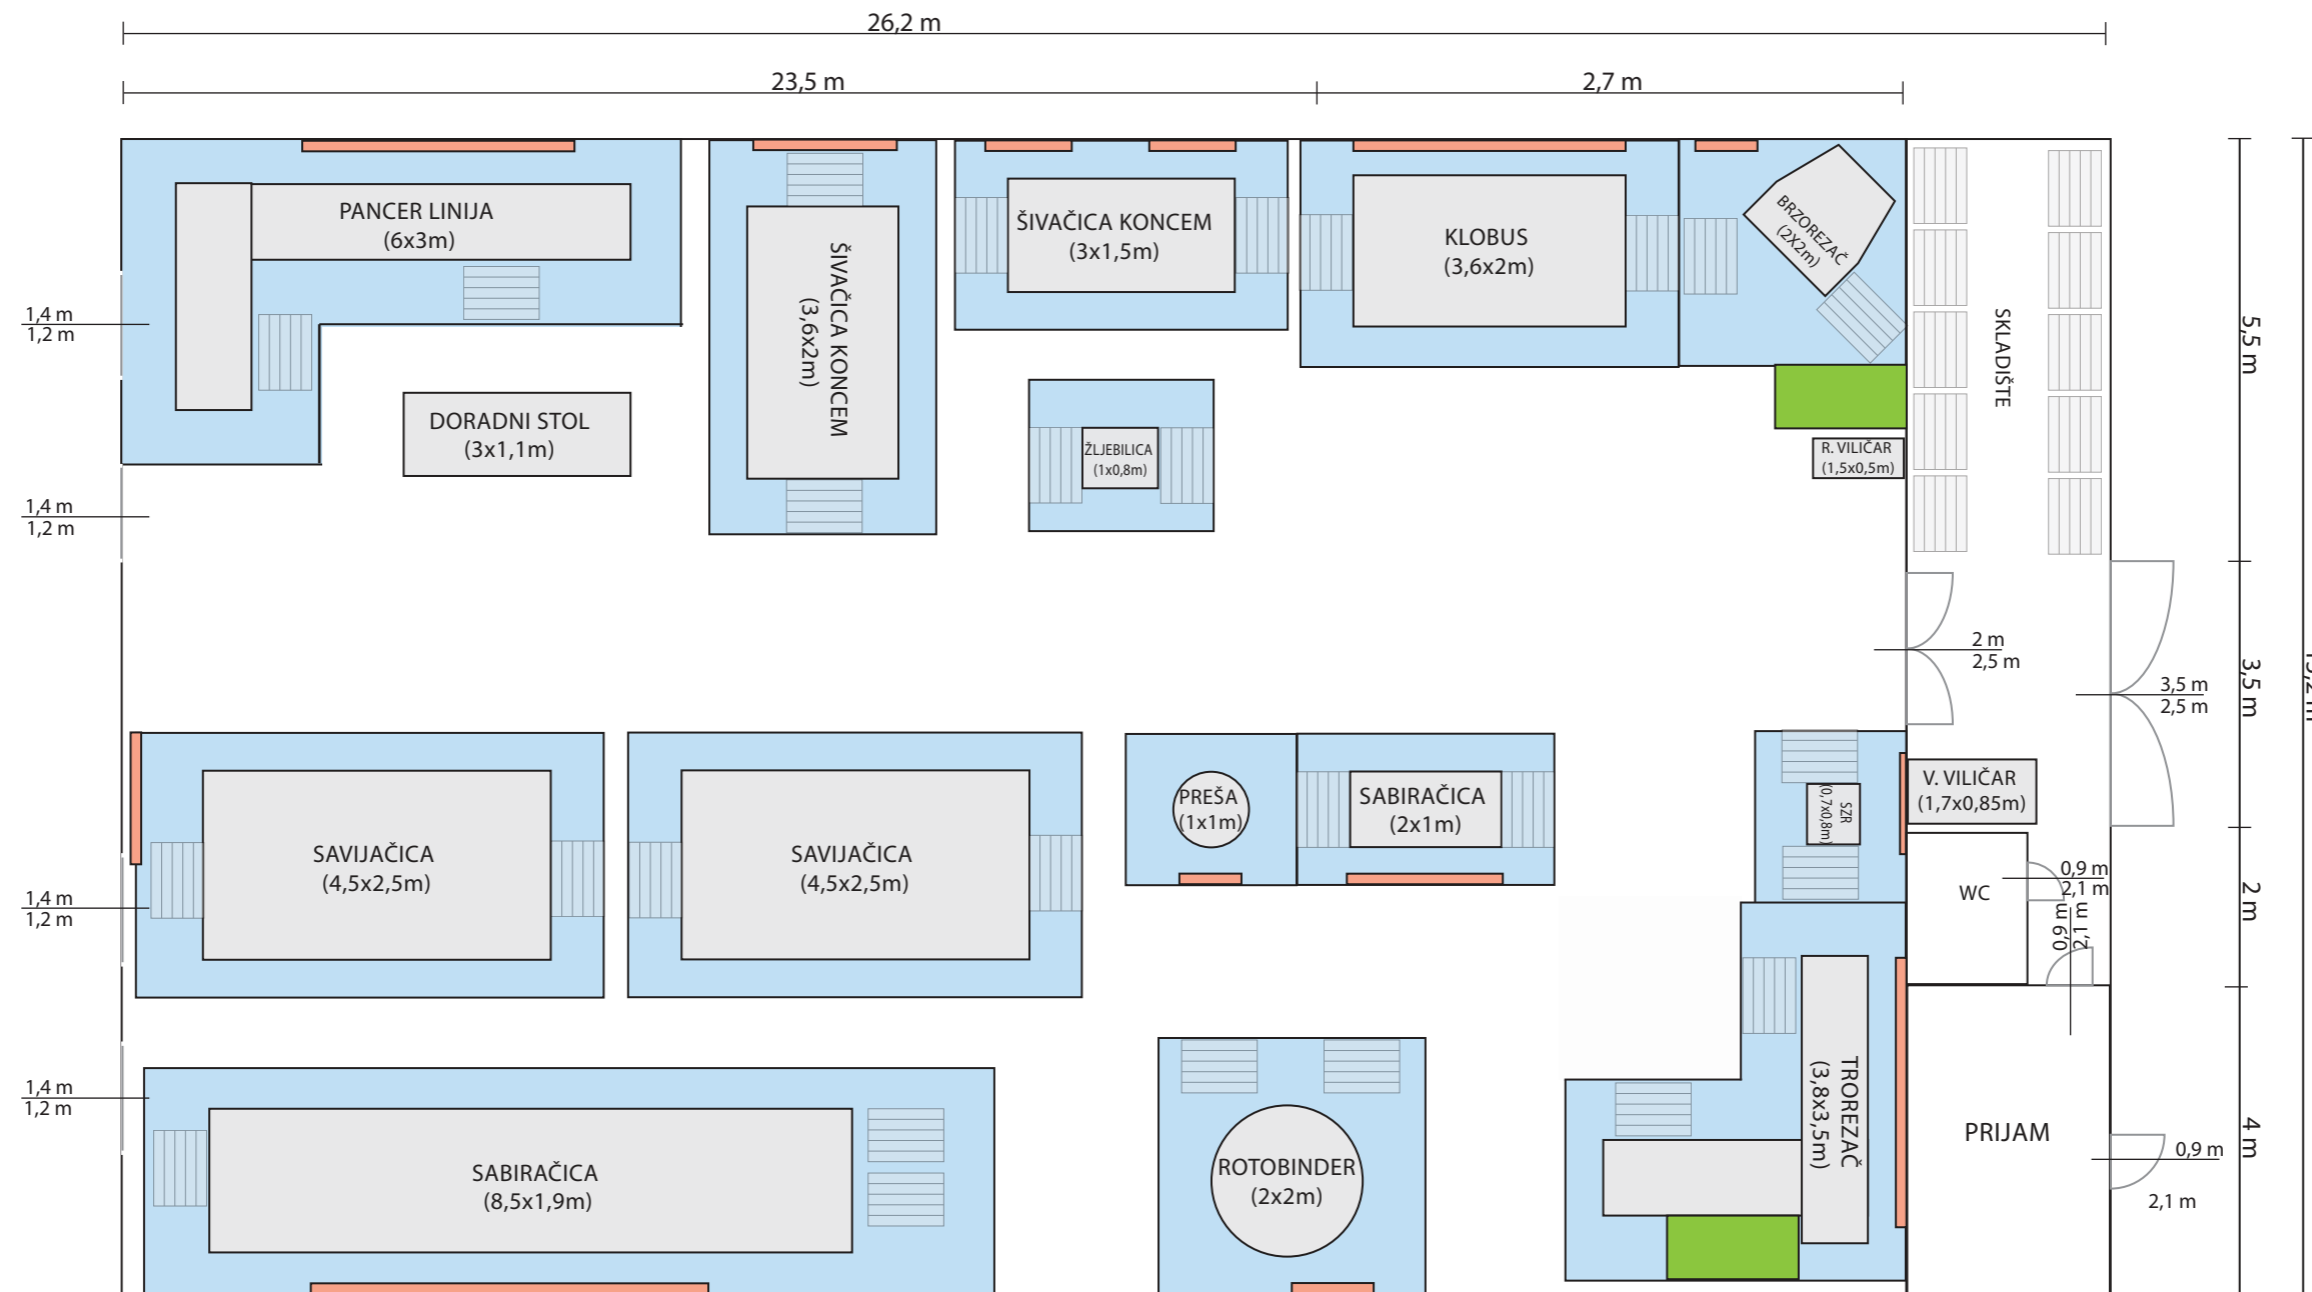 26,2 m
23,5 m
2,7 m
PANCER LINIJA
(6x3m)
ŠIVAČICA KONCEM
(3,6x2m)
ŠIVAČICA KONCEM
(3x1,5m)
KLOBUS
(3,6x2m)
BRZOREZAČ
(2X2m)
SKLADIŠTE
5,5 m
1,4 m
1,2 m
DORADNI STOL
(3x1,1m)
ŽLJEBILICA
(1x0,8m)
R. VILIČAR
(1,5x0,5m)
1,4 m
1,2 m
2 m
2,5 m
3,5 m
2,5 m
3,5 m
SAVIJAČICA
(4,5x2,5m)
SAVIJAČICA
(4,5x2,5m)
PREŠA
(1x1m)
SABIRAČICA
(2x1m)
SZR
(0,7x0,8m)
V. VILIČAR
(1,7x0,85m)
WC
0,9 m
2,1 m
0,9 m
2,1 m
2 m
1,4 m
1,2 m
1,4 m
1,2 m
SABIRAČICA
(8,5x1,9m)
ROTOBINDER
(2x2m)
TROREZAČ
(3,8x3,5m)
PRIJAM
4 m
0,9 m
2,1 m